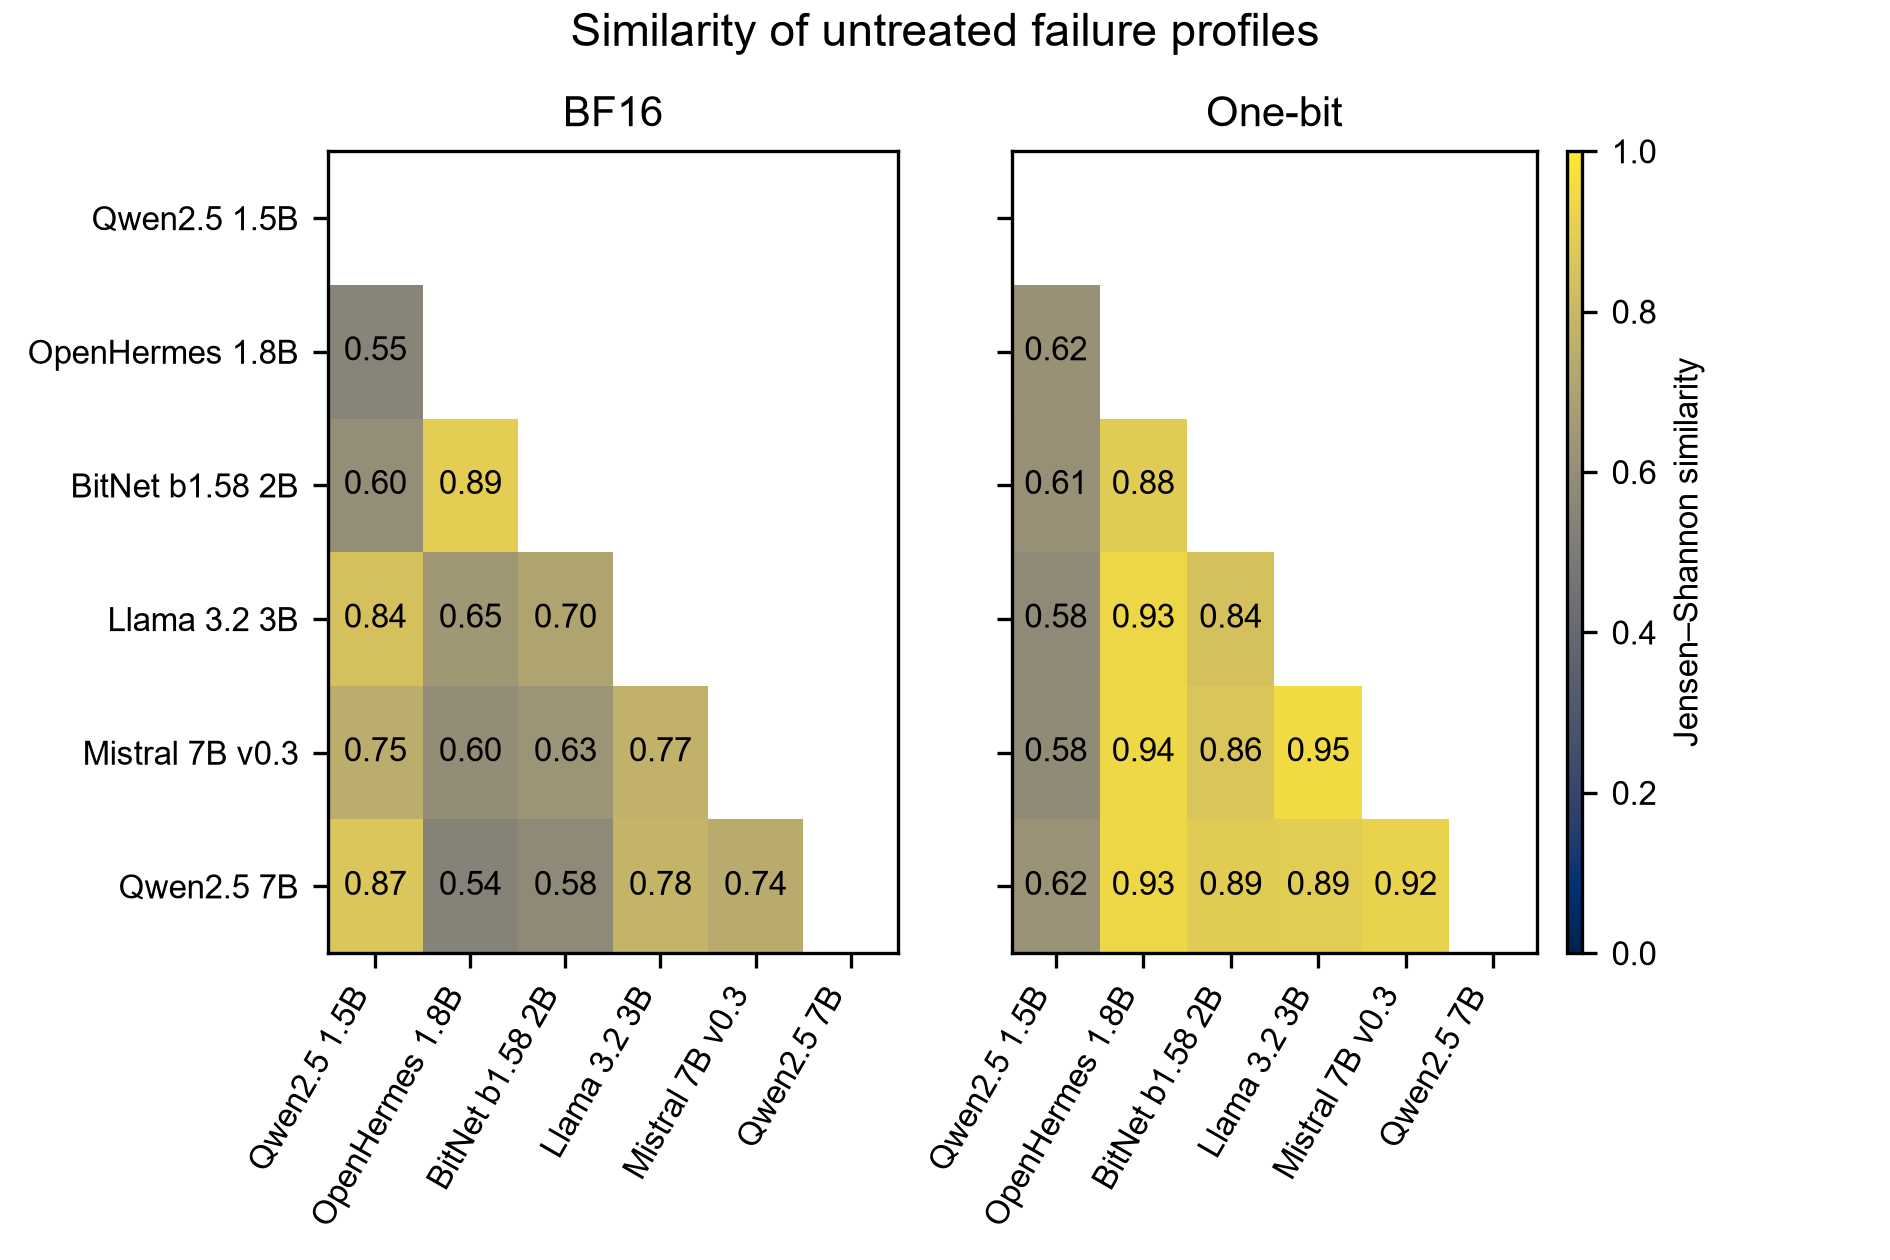 Similarity of untreated failure profiles
BF16
One-bit
Qwen2.5 1.5B
OpenHermes 1.8B
BitNet b1.58 2B
Llama 3.2 3B
Mistral 7B v0.3
Qwen2.5 7B
0.55
0.60 0.89
0.84 0.65 0.70
0.75 0.60 0.63 0.77
0.87 0.54 0.58 0.78 0.74
Qwen2.5 1.5B
OpenHermes 1.8B
BitNet b1.58 2B
Llama 3.2 3B
Mistral 7B v0.3
Qwen2.5 7B
0.62
0.61 0.88
0.58 0.93 0.84
0.58 0.94 0.86 0.95
0.62 0.93 0.89 0.89 0.92
Qwen2.5 1.5B
OpenHermes 1.8B
BitNet b1.58 2B
Llama 3.2 3B
Mistral 7B v0.3
Qwen2.5 7B
1.0
0.8
0.6
0.4
0.2
0.0
Jensen–Shannon similarity